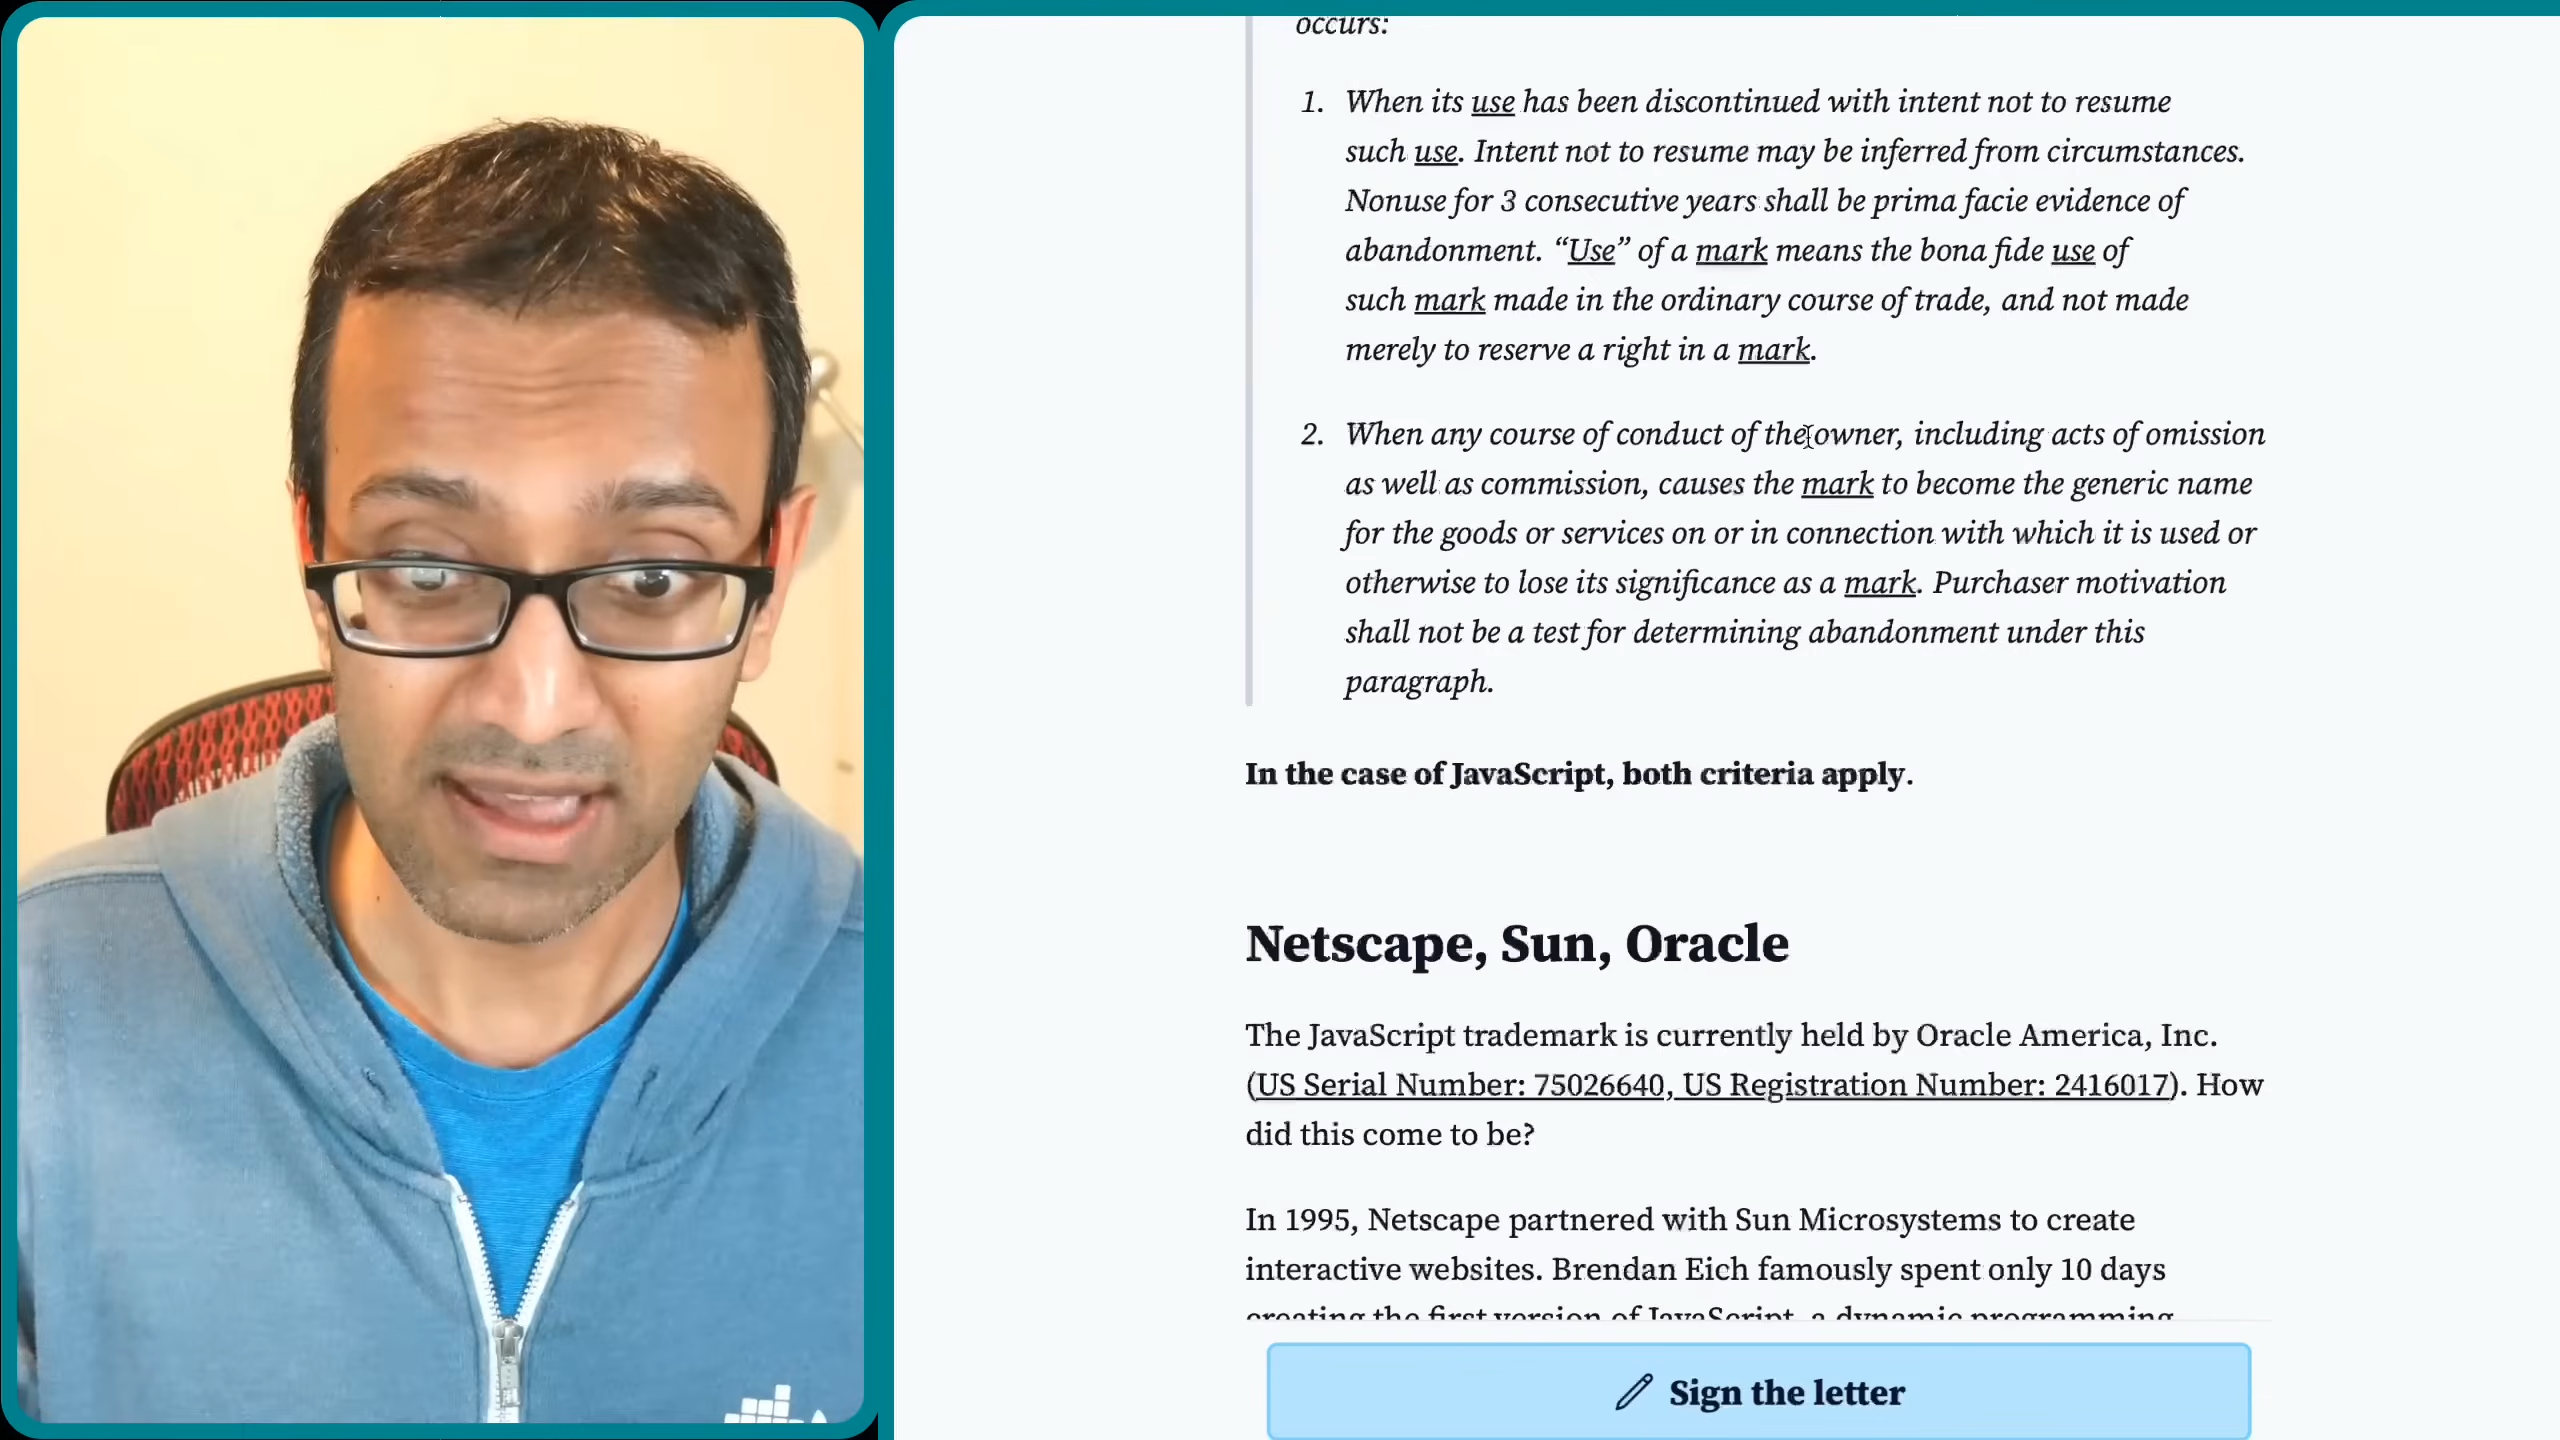 occurs:
1. When its use has been discontinued with intent not to resume
such use. Intent not to resume may be inferred from circumstances.
Nonuse for 3 consecutive years shall be prima facie evidence of
abandonment. “Use” of a mark means the bona fide use of
such mark made in the ordinary course of trade, and not made
merely to reserve a right in a mark.
2. When any course of conduct of the owner, including acts of omission
as well as commission, causes the mark to become the generic name
for the goods or services on or in connection with which it is used or
otherwise to lose its significance as a mark. Purchaser motivation
shall not be a test for determining abandonment under this
paragraph.
In the case of JavaScript, both criteria apply.
Netscape, Sun, Oracle
The JavaScript trademark is currently held by Oracle America, Inc.
(US Serial Number: 75026640, US Registration Number: 2416017). How
did this come to be?
In 1995, Netscape partnered with Sun Microsystems to create
interactive websites. Brendan Eich famously spent only 10 days
creating the first version of JavaScript, a dynamic programming
Sign the letter